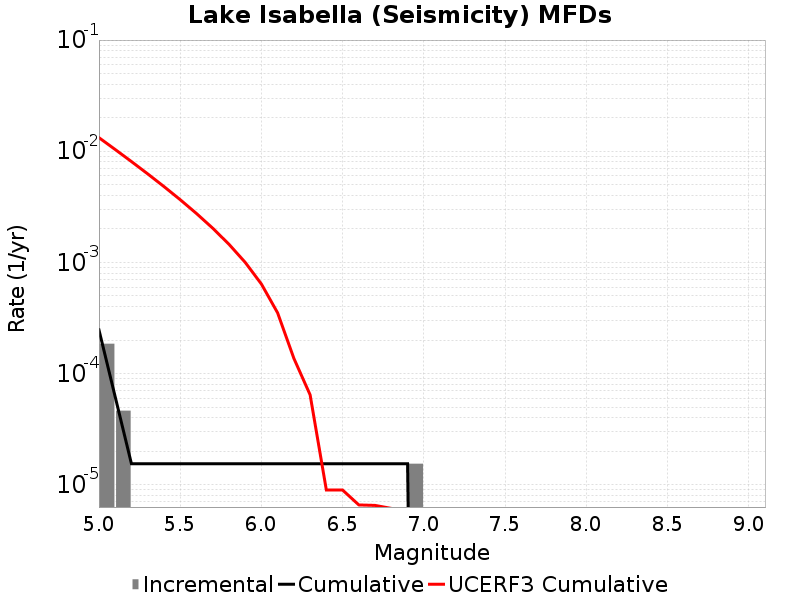 Lake Isabella (Seismicity) MFDs
10-1
10-2
10-3
10-4
10-5
Rate (1/yr)
5.0 5.5 6.0 6.5 7.0 7.5 8.0 8.5 9.0
Magnitude
Incremental Cumulative UCERF3 Cumulative